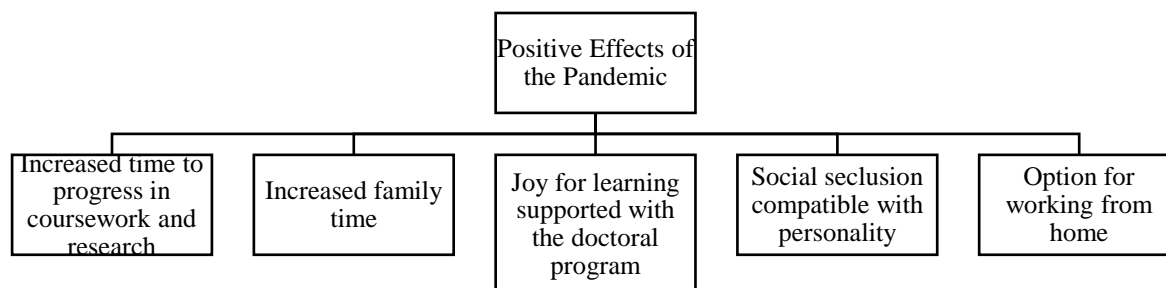 Positive Effects of
the Pandemic
Increased time to
progress in
coursework and
research
Increased family
time
Joy for learning
supported with
the doctoral
program
Social seclusion
compatible with
personality
Option for
working from
home